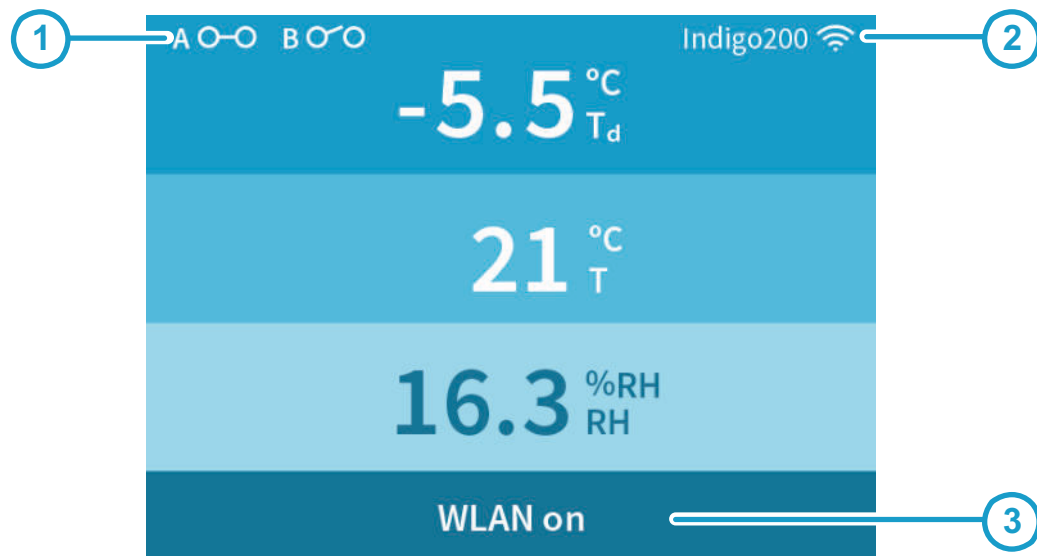 1 A B Indigo200 2
-5.5 °C Td
21 °C T
16.3 %RH RH
WLAN on 3